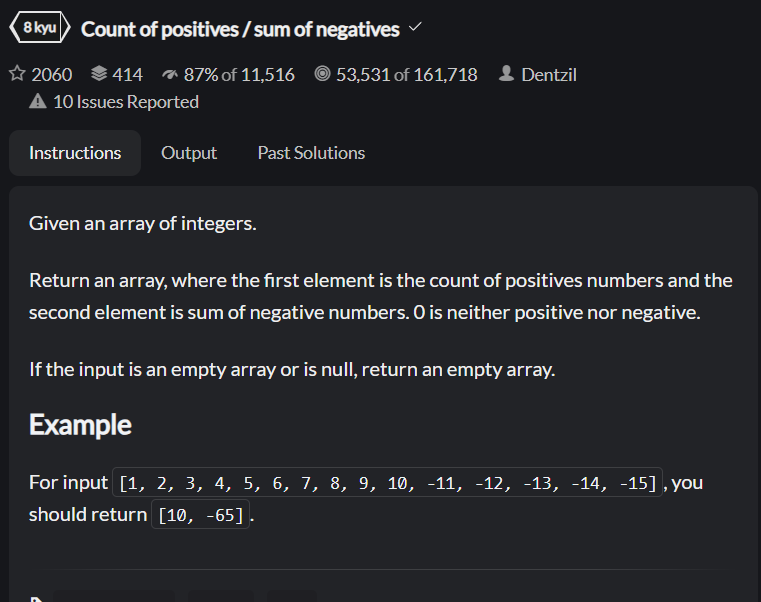 8 kyu Count of positives / sum of negatives
2060 414 87% of 11,516 53,531 of 161,718 Dentzil
10 Issues Reported
Instructions Output Past Solutions
Given an array of integers.
Return an array, where the first element is the count of positives numbers and the
second element is sum of negative numbers. 0 is neither positive nor negative.
If the input is an empty array or is null, return an empty array.
Example
For input [1, 2, 3, 4, 5, 6, 7, 8, 9, 10, -11, -12, -13, -14, -15], you
should return [10, -65].